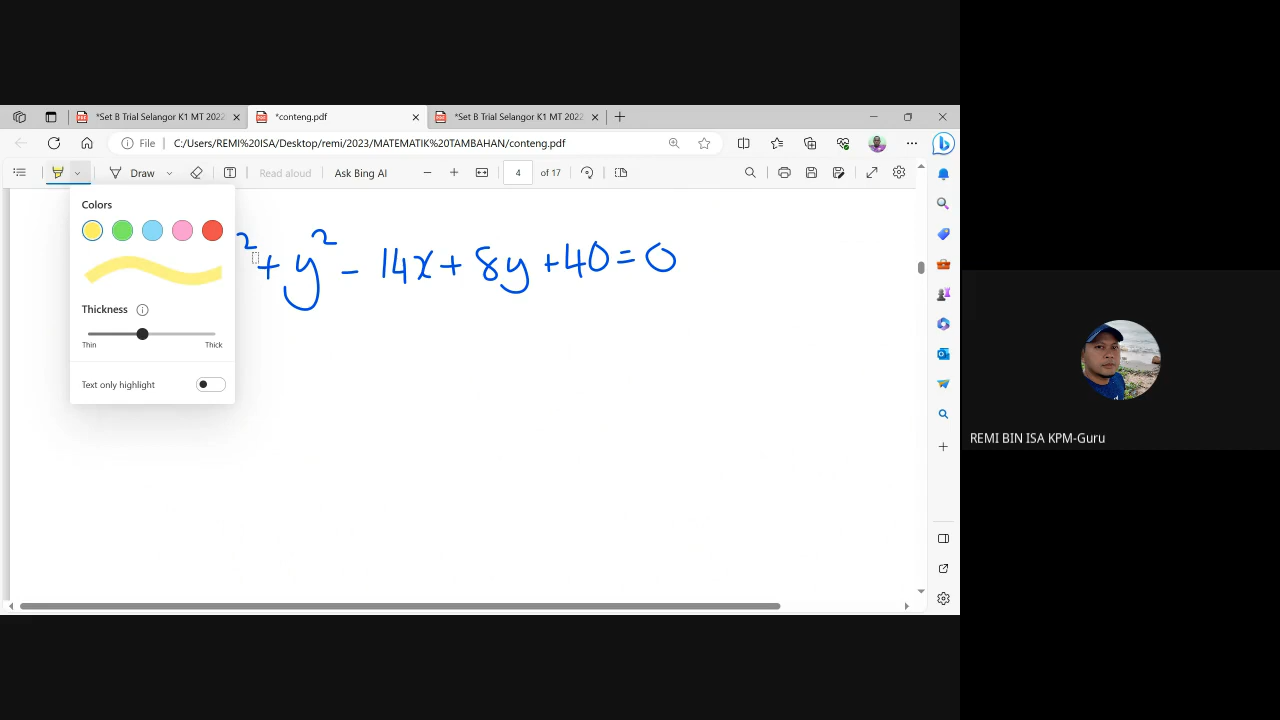 *Set B Trial Selangor K1 MT 2022
*conteng.pdf
*Set B Trial Selangor K1 MT 2022
File C:/Users/REMI%20ISA/Desktop/remi/2023/MATEMATIK%20TAMBAHAN/conteng.pdf
Draw Read aloud Ask Bing AI 4 of 17
Colors
² + y² - 14x + 8y + 40 = 0
Thickness
Thin Thick
Text only highlight
REMI BIN ISA KPM-Guru